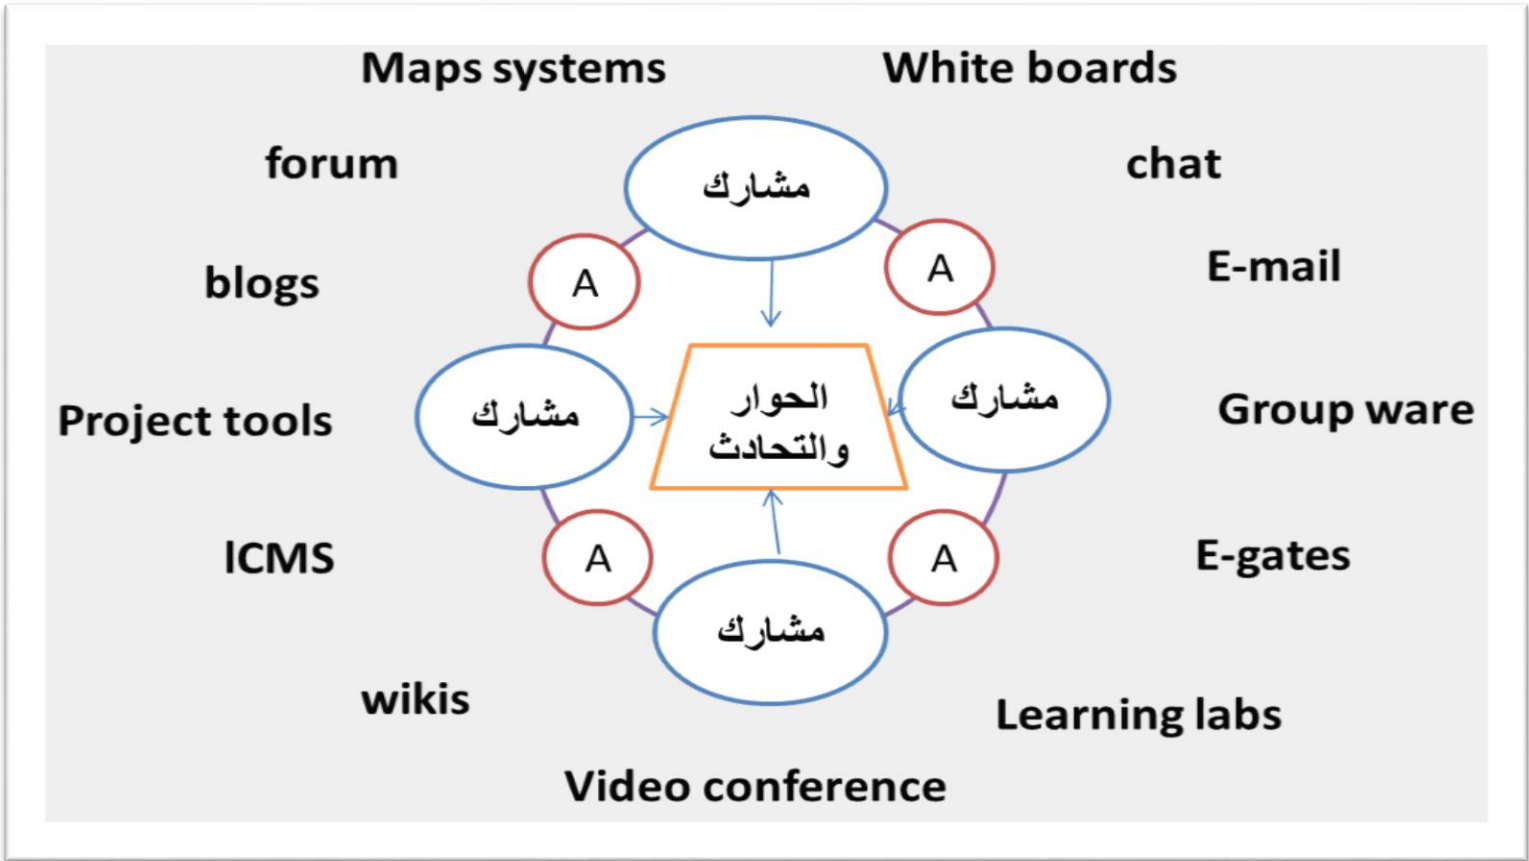 Maps systems
White boards
forum
chat
مشارك
A
A
blogs
E-mail
Project tools
مشارك
الحوار
والتحادث
مشارك
Group ware
lCMS
A
A
E-gates
مشارك
wikis
Learning labs
Video conference